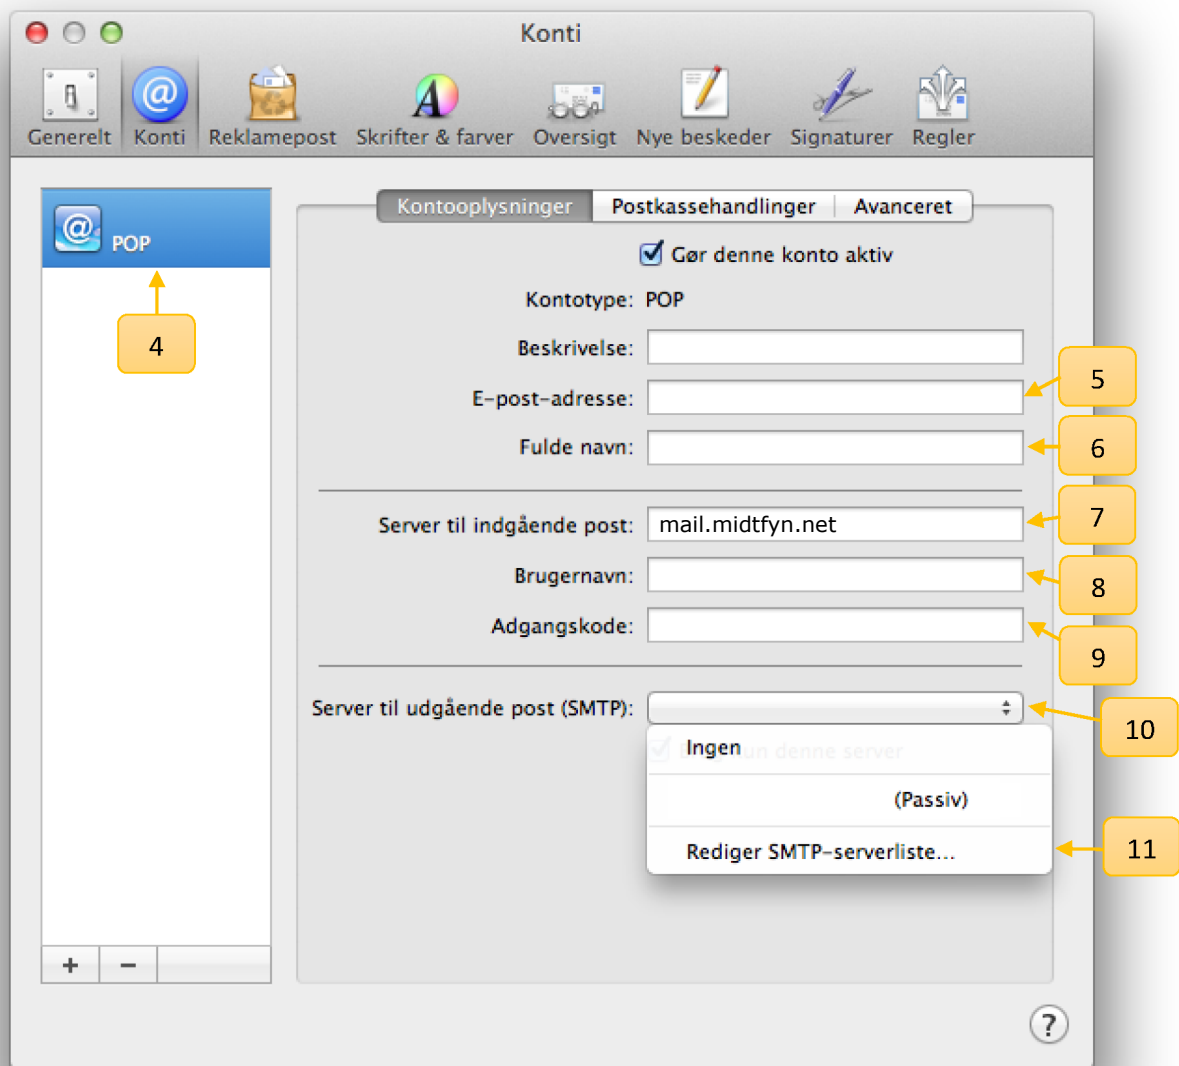 Konti
Generelt Konti Reklamepost Skrifter & farver Oversigt Nye beskeder Signaturer Regler
POP
4
Kontooplysninger Postkassehandlinger Avanceret
Gør denne konto aktiv
Kontotype: POP
Beskrivelse:
E-post-adresse: 5
Fulde navn: 6
Server til indgående post: mail.midtfyn.net 7
Brugernavn: 8
Adgangskode: 9
Server til udgående post (SMTP): 10
Ingen
denne server
(Passiv)
Rediger SMTP-serverliste... 11
+ −
?